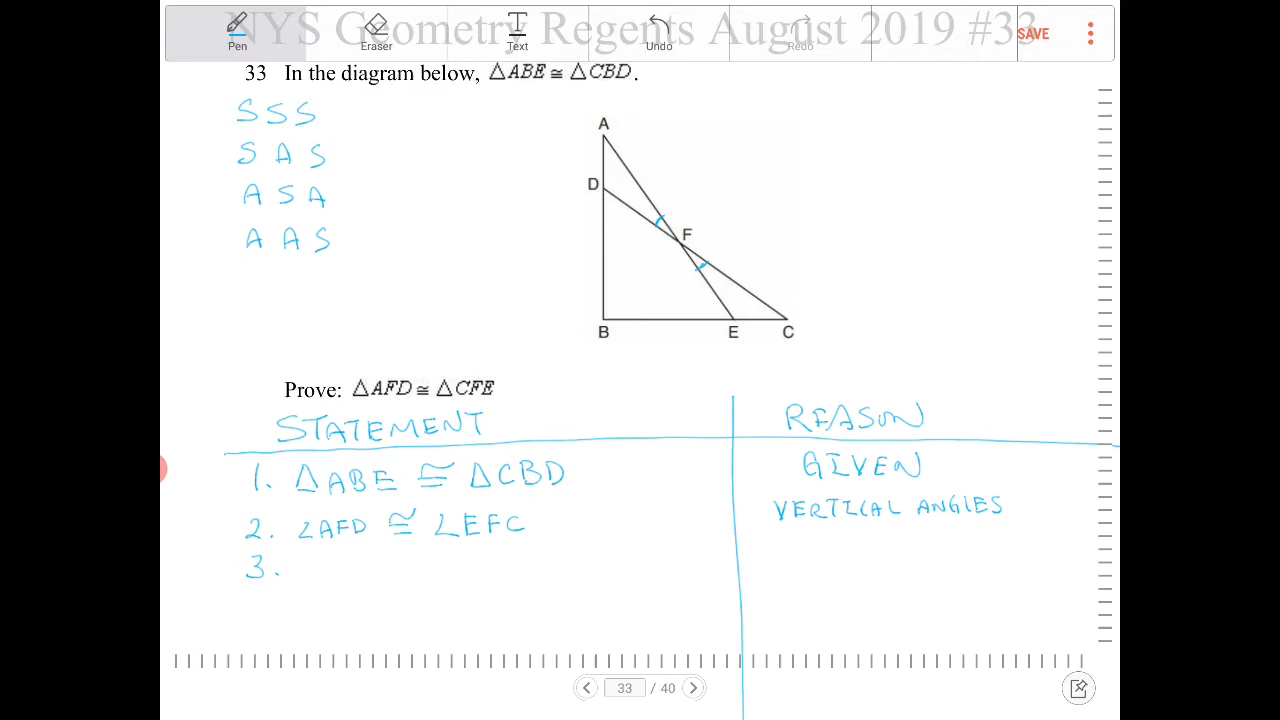 NYS Geometry Regents August 2019 #33
Pen Eraser Text Undo Redo SAVE
33 In the diagram below, △ABE ≅ △CBD.
SSS
SAS
ASA
AAS
A
D
F
B E C
Prove: △AFD ≅ △CFE
STATEMENT REASON
1. △ABE ≅ △CBD GIVEN
2. ∠AFD ≅ ∠EFC VERTICAL ANGLES
3.
33 / 40